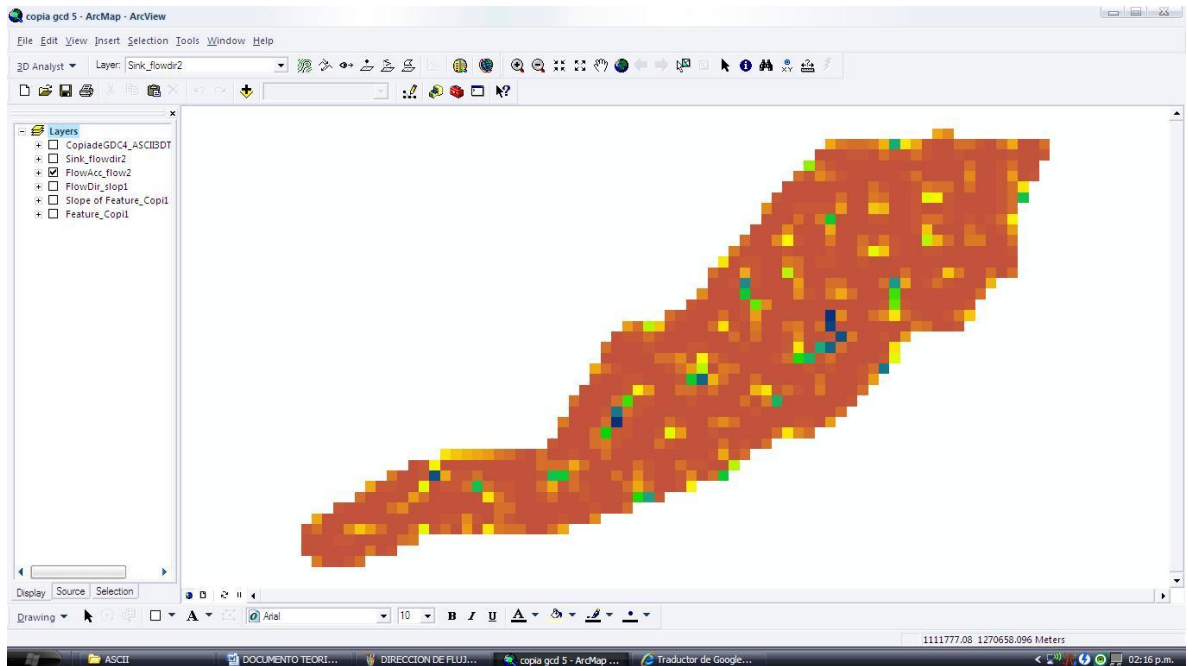 copia gcd 5 - ArcMap - ArcView
File Edit View Insert Selection Tools Window Help
3D Analyst Layer: Sink_flowdir2
Layers
CopiadeGDC4_ASCII3DT
Sink_flowdir2
FlowAcc_flow2
FlowDir_slop1
Slope of Feature_Copi1
Feature_Copi1
Display Source Selection
Drawing A Arial 10 B I U A
1111777.08 1270658.096 Meters
ASCII DOCUMENTO TEORI... DIRECCION DE FLUJ... copia gcd 5 - ArcMap ... Traductor de Google... 02:16 p.m.